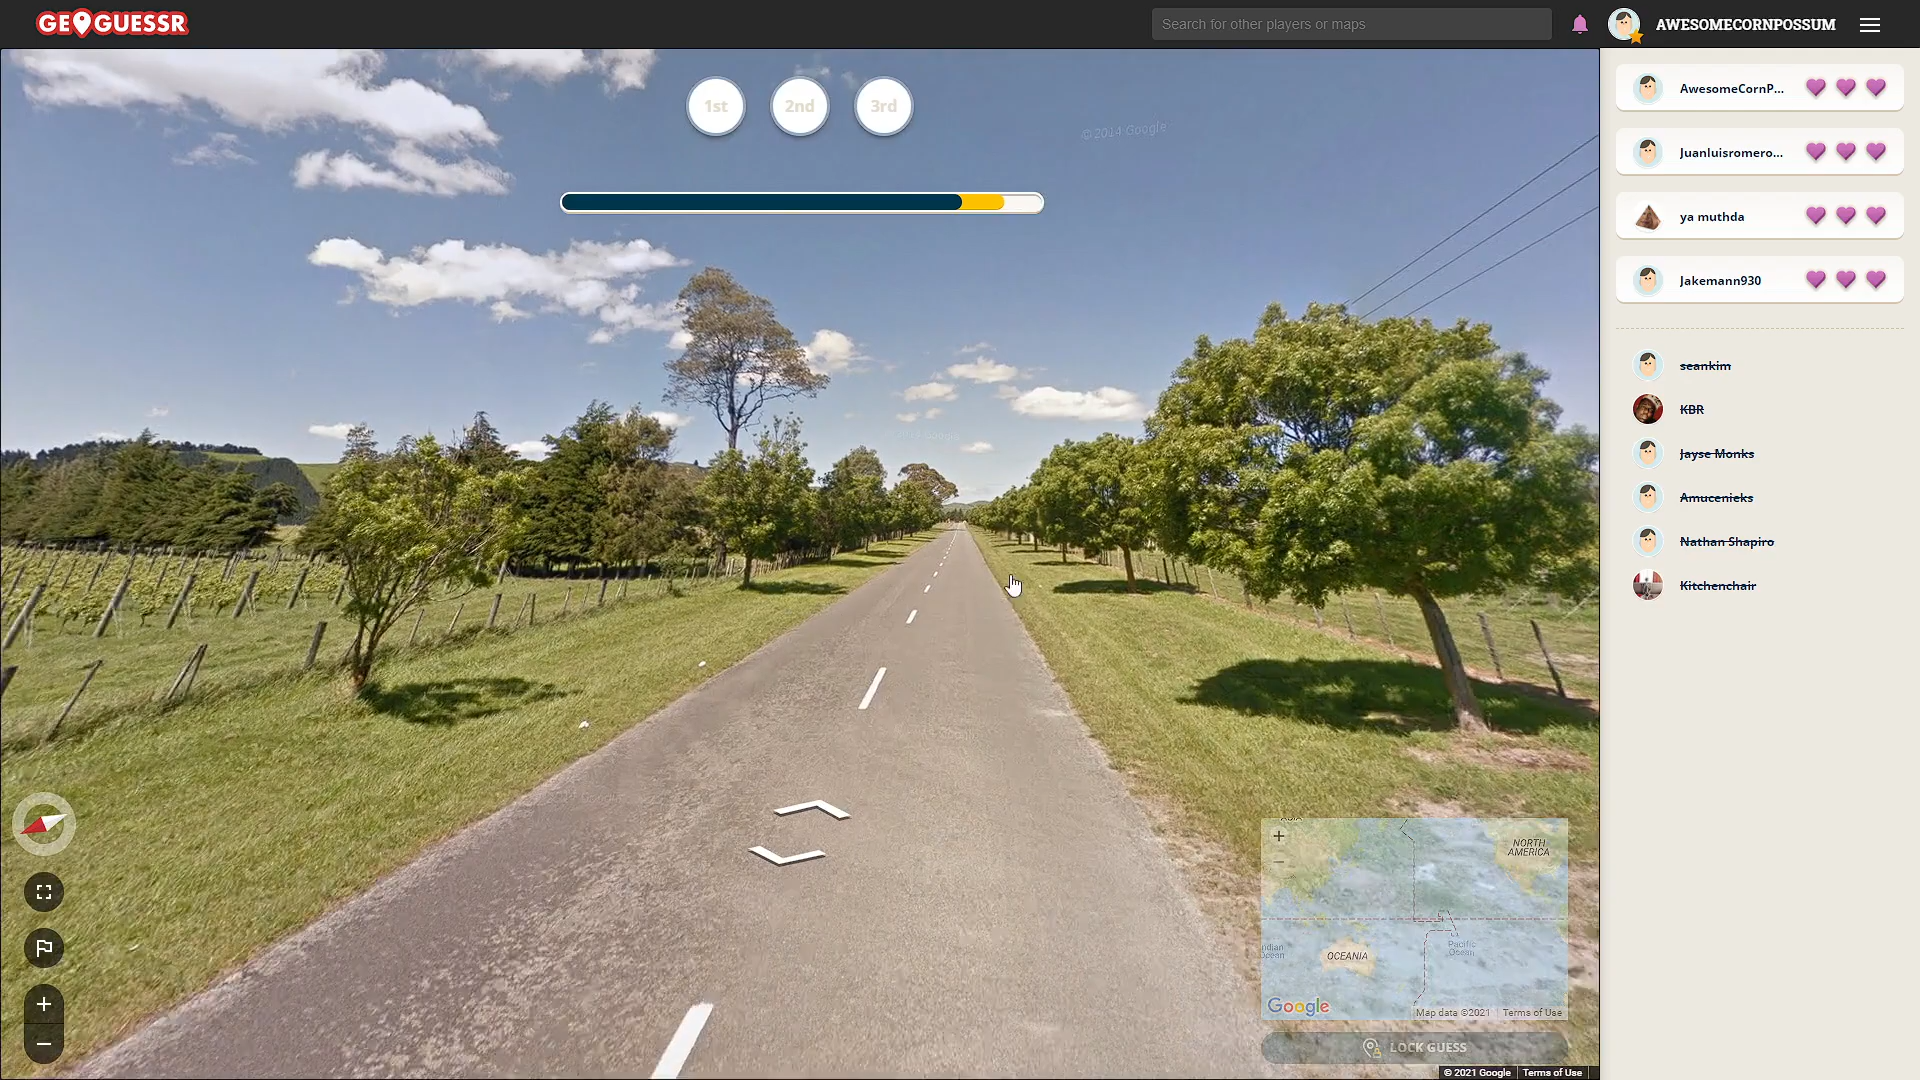 GEOGUESSR
Search for other players or maps
AWESOMECORNPOSSUM
1st
2nd
3rd
© 2014 Google
AwesomeCornP...
Juanluisromero...
ya muthda
Jakemann930
seankim
KBR
Jayse Monks
Amucenieks
Nathan Shapiro
Kitchenchair
ASIA
NORTH
AMERICA
OCEANIA
Pacific
Ocean
Google
Map data ©2021
Terms of Use
LOCK GUESS
© 2021 Google
Terms of Use